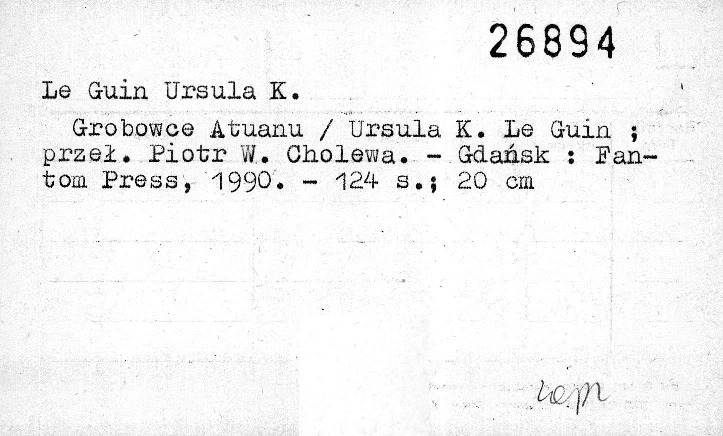 26894
Le Guin Ursula K.
Grobowce Atuanu / Ursula K. Le Guin ;
przeł. Piotr W. Cholewa. - Gdańsk : Fan-
tom Press, 1990. - 124 s.; 20 cm